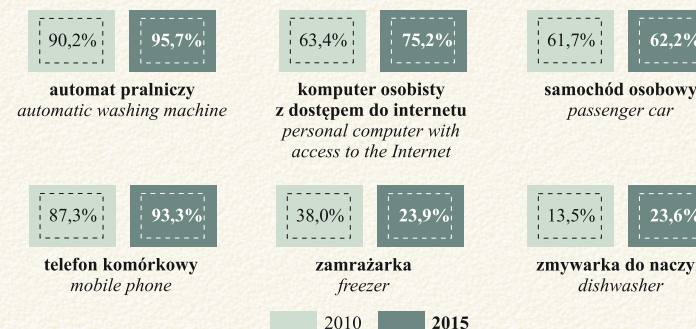 90,2% 95,7% 63,4% 75,2% 61,7% 62,2%
automat pralniczy
automatic washing machine
komputer osobisty
z dostępem do internetu
personal computer with
access to the Internet
samochód osobowy
passenger car
87,3% 93,3% 38,0% 23,9% 13,5% 23,6%
telefon komórkowy
mobile phone
zamrażarka
freezer
zmywarka do naczy
dishwasher
2010 2015